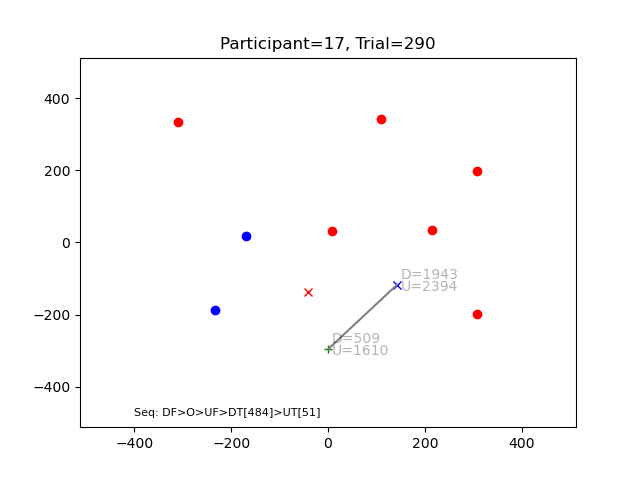 Participant=17, Trial=290
400
200
0
−200
−400
D=1943
U=2394
D=509
U=1610
Seq: DF>O>UF>DT[484]>UT[51]
−400
−200
0
200
400